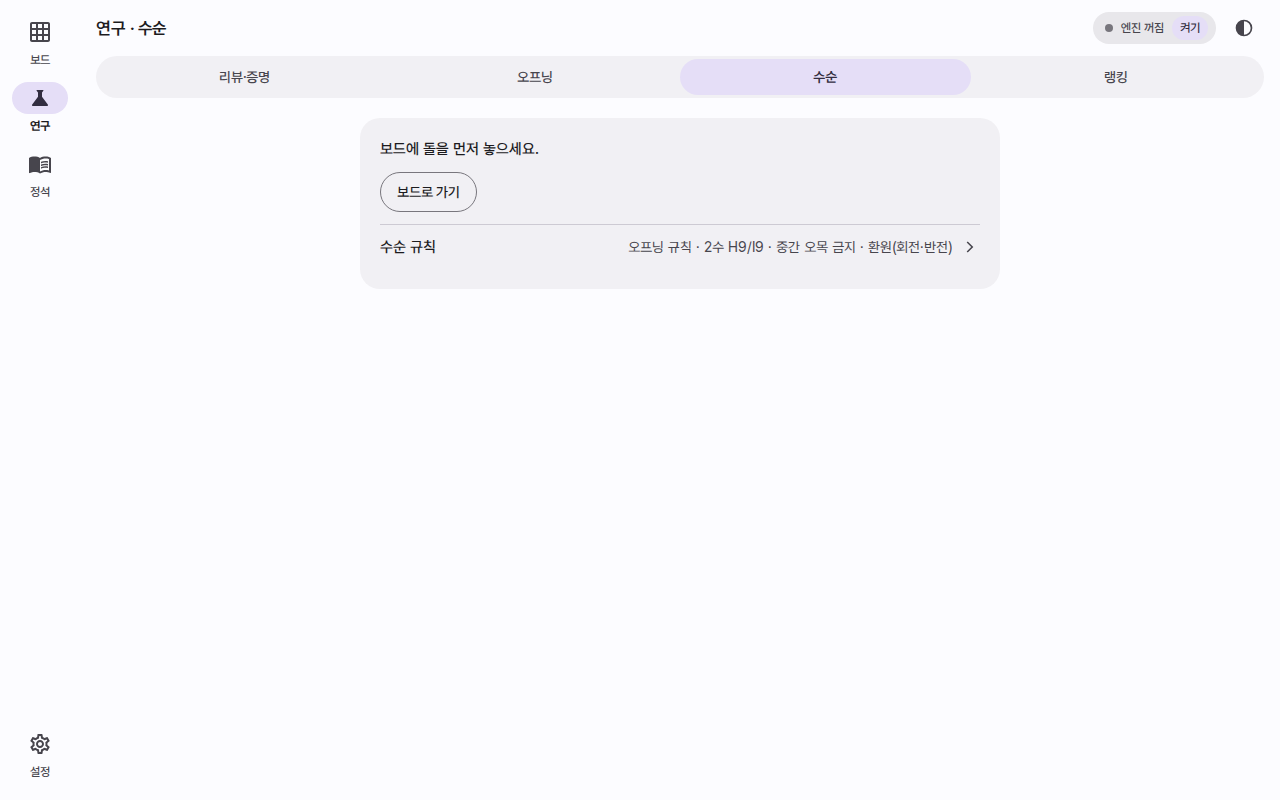 연구 · 수순
엔진 꺼짐 켜기
보드
연구
정석
설정
리뷰·증명 오프닝 수순 랭킹
보드에 돌을 먼저 놓으세요.
보드로 가기
수순 규칙 오프닝 규칙 · 2수 H9/I9 · 중간 오목 금지 · 환원(회전·반전)